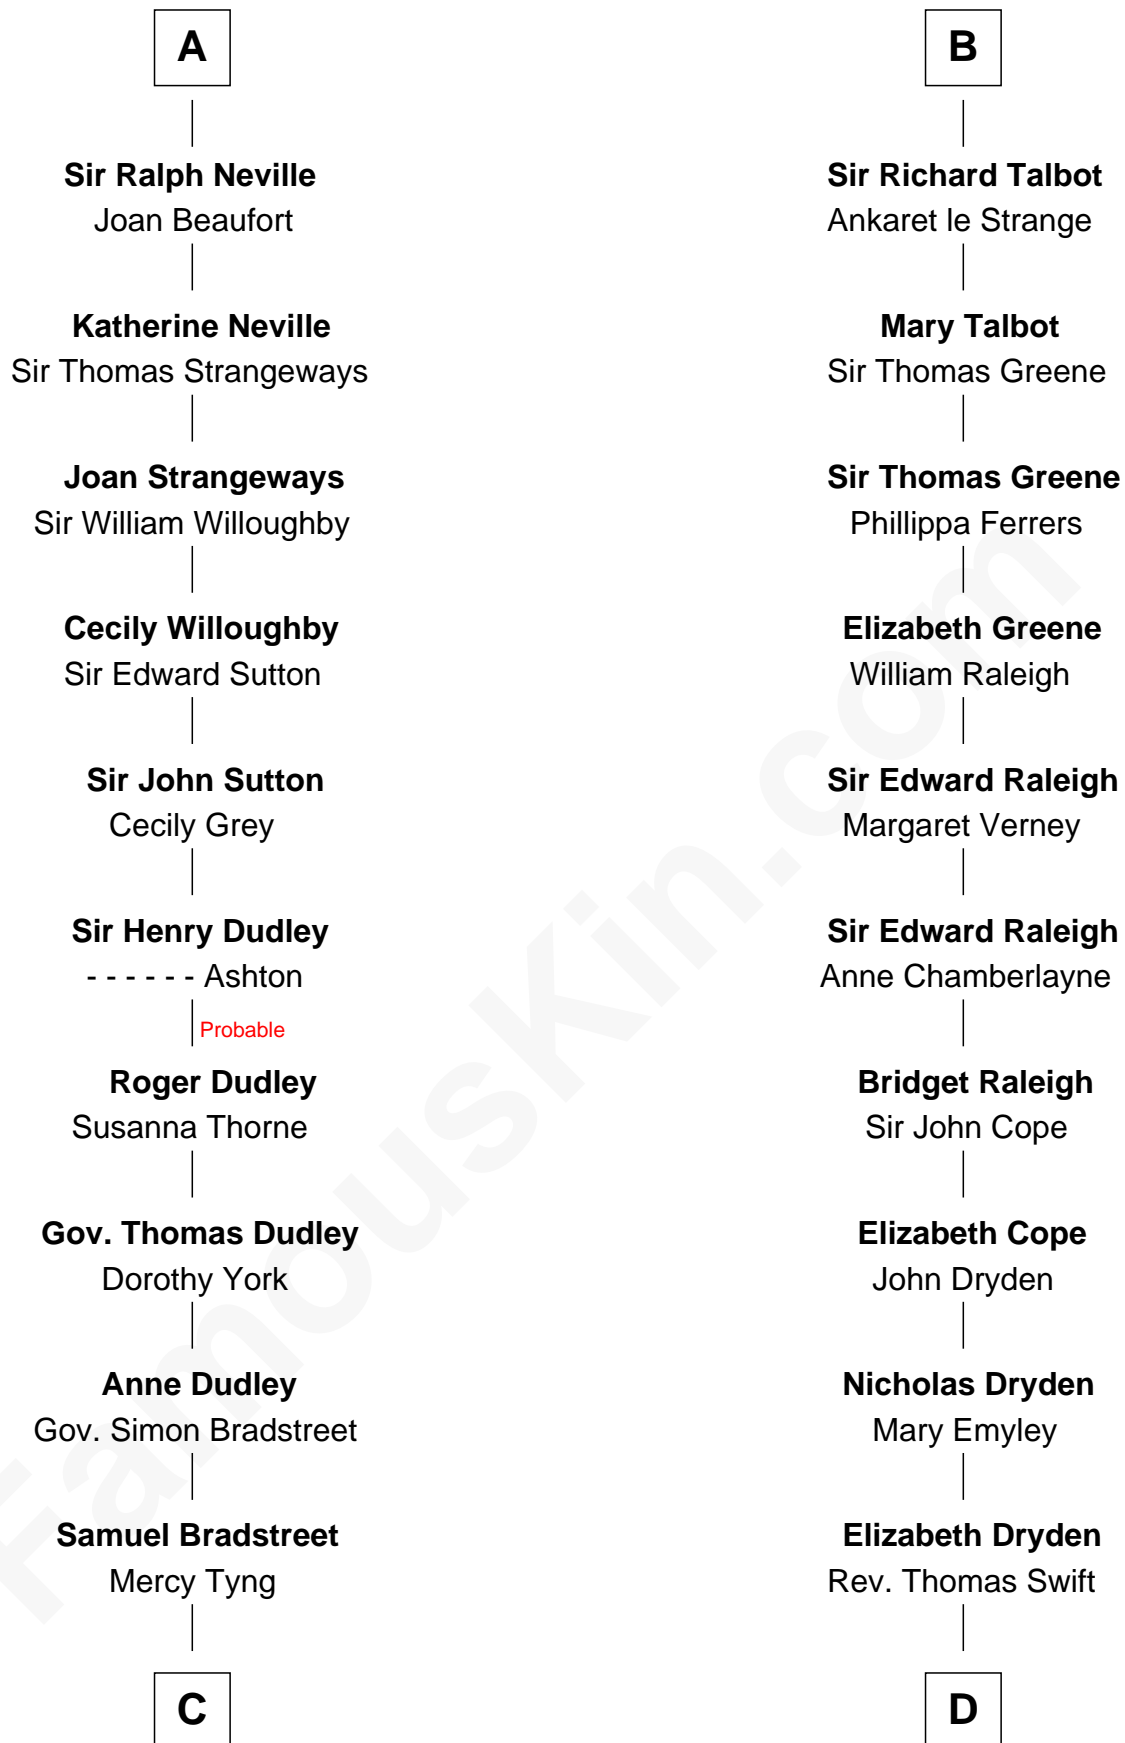 A
Sir Ralph Neville
Joan Beaufort
Katherine Neville
Sir Thomas Strangeways
Joan Strangeways
Sir William Willoughby
Cecily Willoughby
Sir Edward Sutton
Sir John Sutton
Cecily Grey
Sir Henry Dudley
- - - - - - Ashton
Probable
Roger Dudley
Susanna Thorne
Gov. Thomas Dudley
Dorothy York
Anne Dudley
Gov. Simon Bradstreet
Samuel Bradstreet
Mercy Tyng
C
B
Sir Richard Talbot
Ankaret le Strange
Mary Talbot
Sir Thomas Greene
Sir Thomas Greene
Phillippa Ferrers
Elizabeth Greene
William Raleigh
Sir Edward Raleigh
Margaret Verney
Sir Edward Raleigh
Anne Chamberlayne
Bridget Raleigh
Sir John Cope
Elizabeth Cope
John Dryden
Nicholas Dryden
Mary Emyley
Elizabeth Dryden
Rev. Thomas Swift
D
FamousKin.com